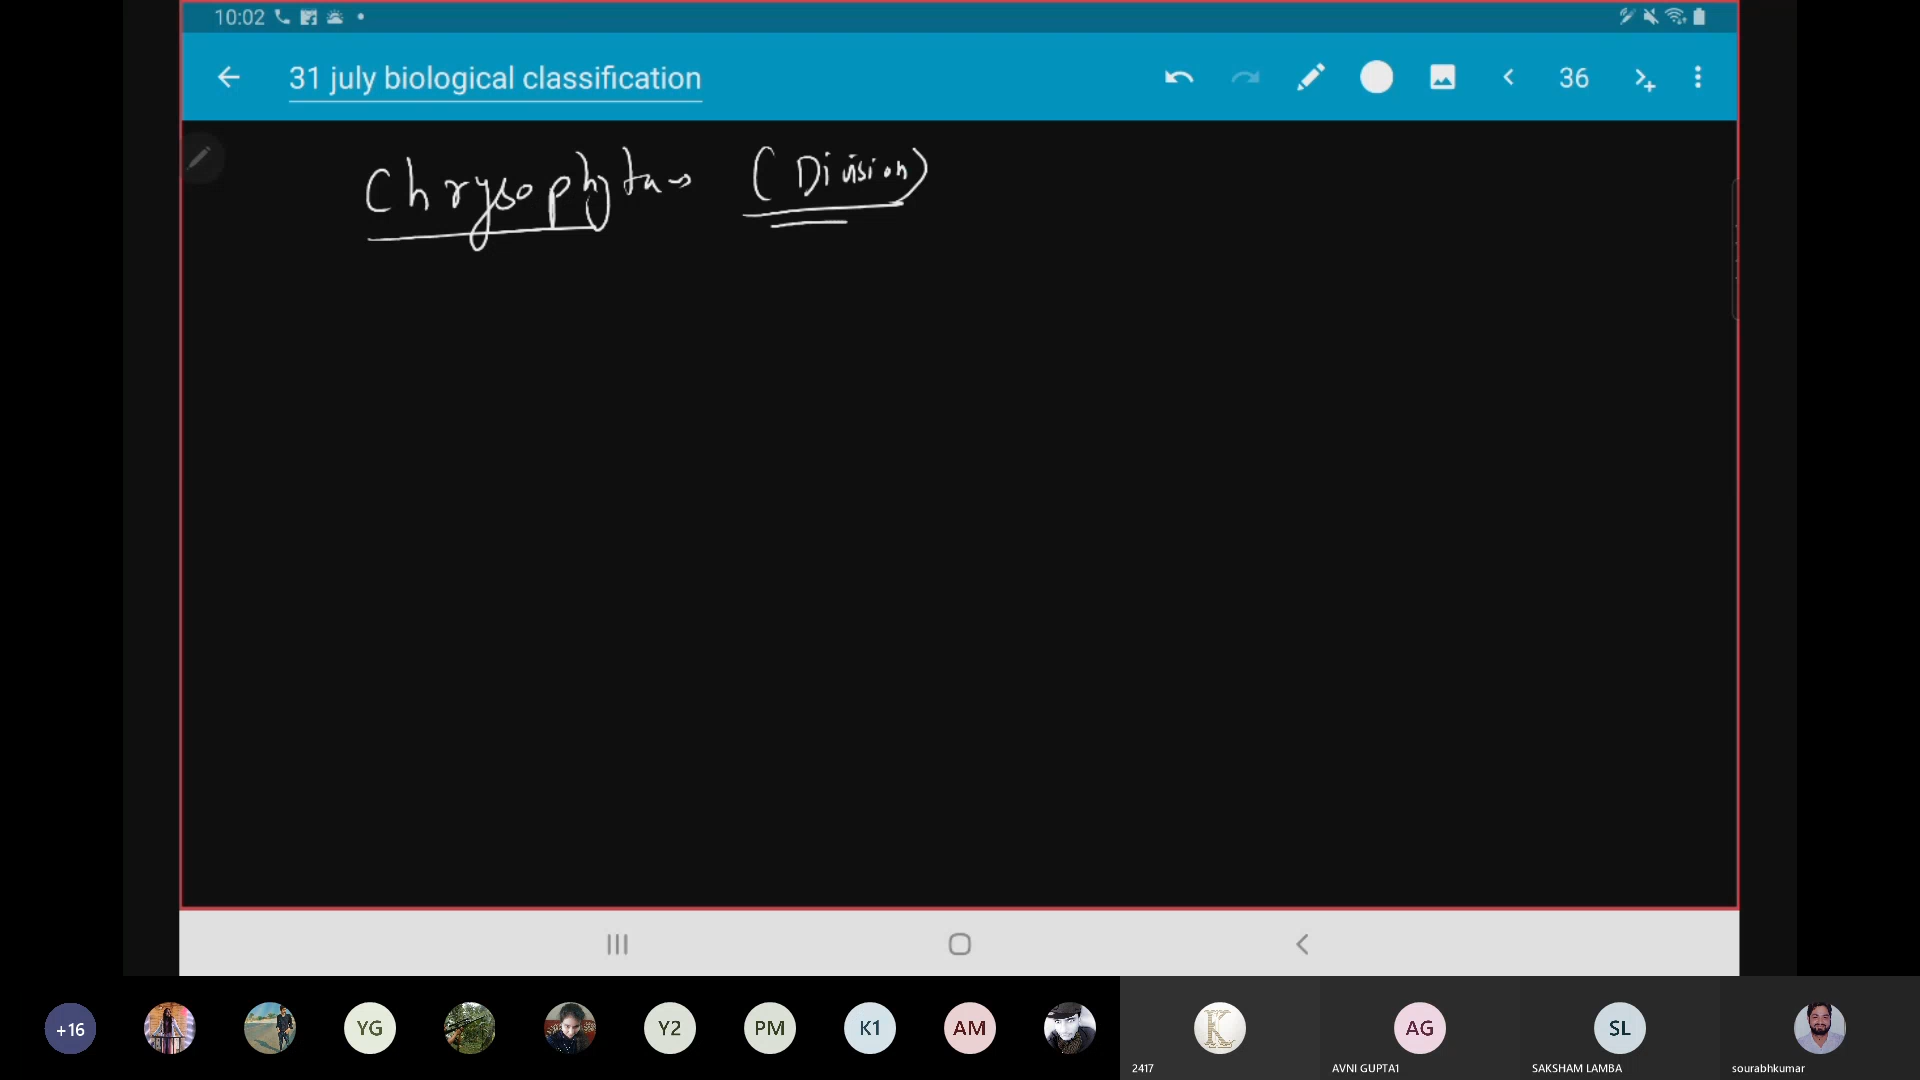 10:02
31 july biological classification
36
Chrysophyta (Division)
+16
YG
Y2
PM
K1
AM
K
AG
SL
2417
AVNI GUPTA1
SAKSHAM LAMBA
sourabhkumar